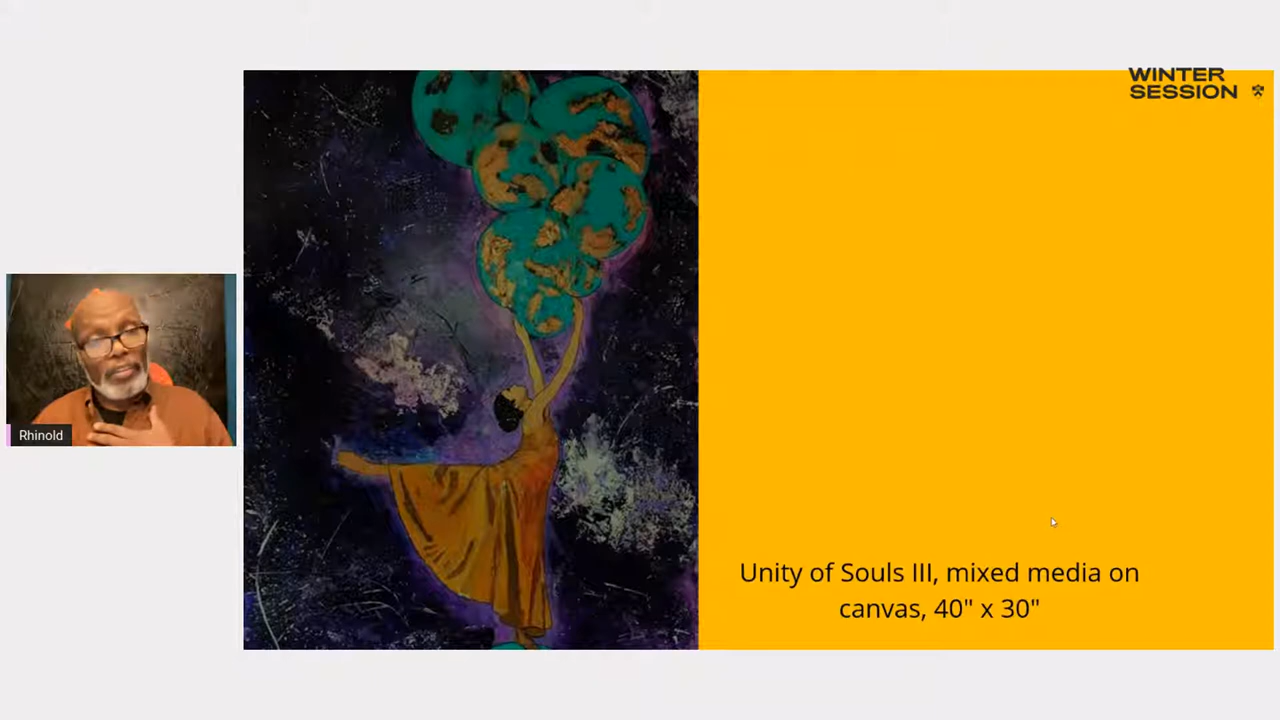 WINTER
SESSION
Rhinold
Unity of Souls III, mixed media on
canvas, 40" x 30"